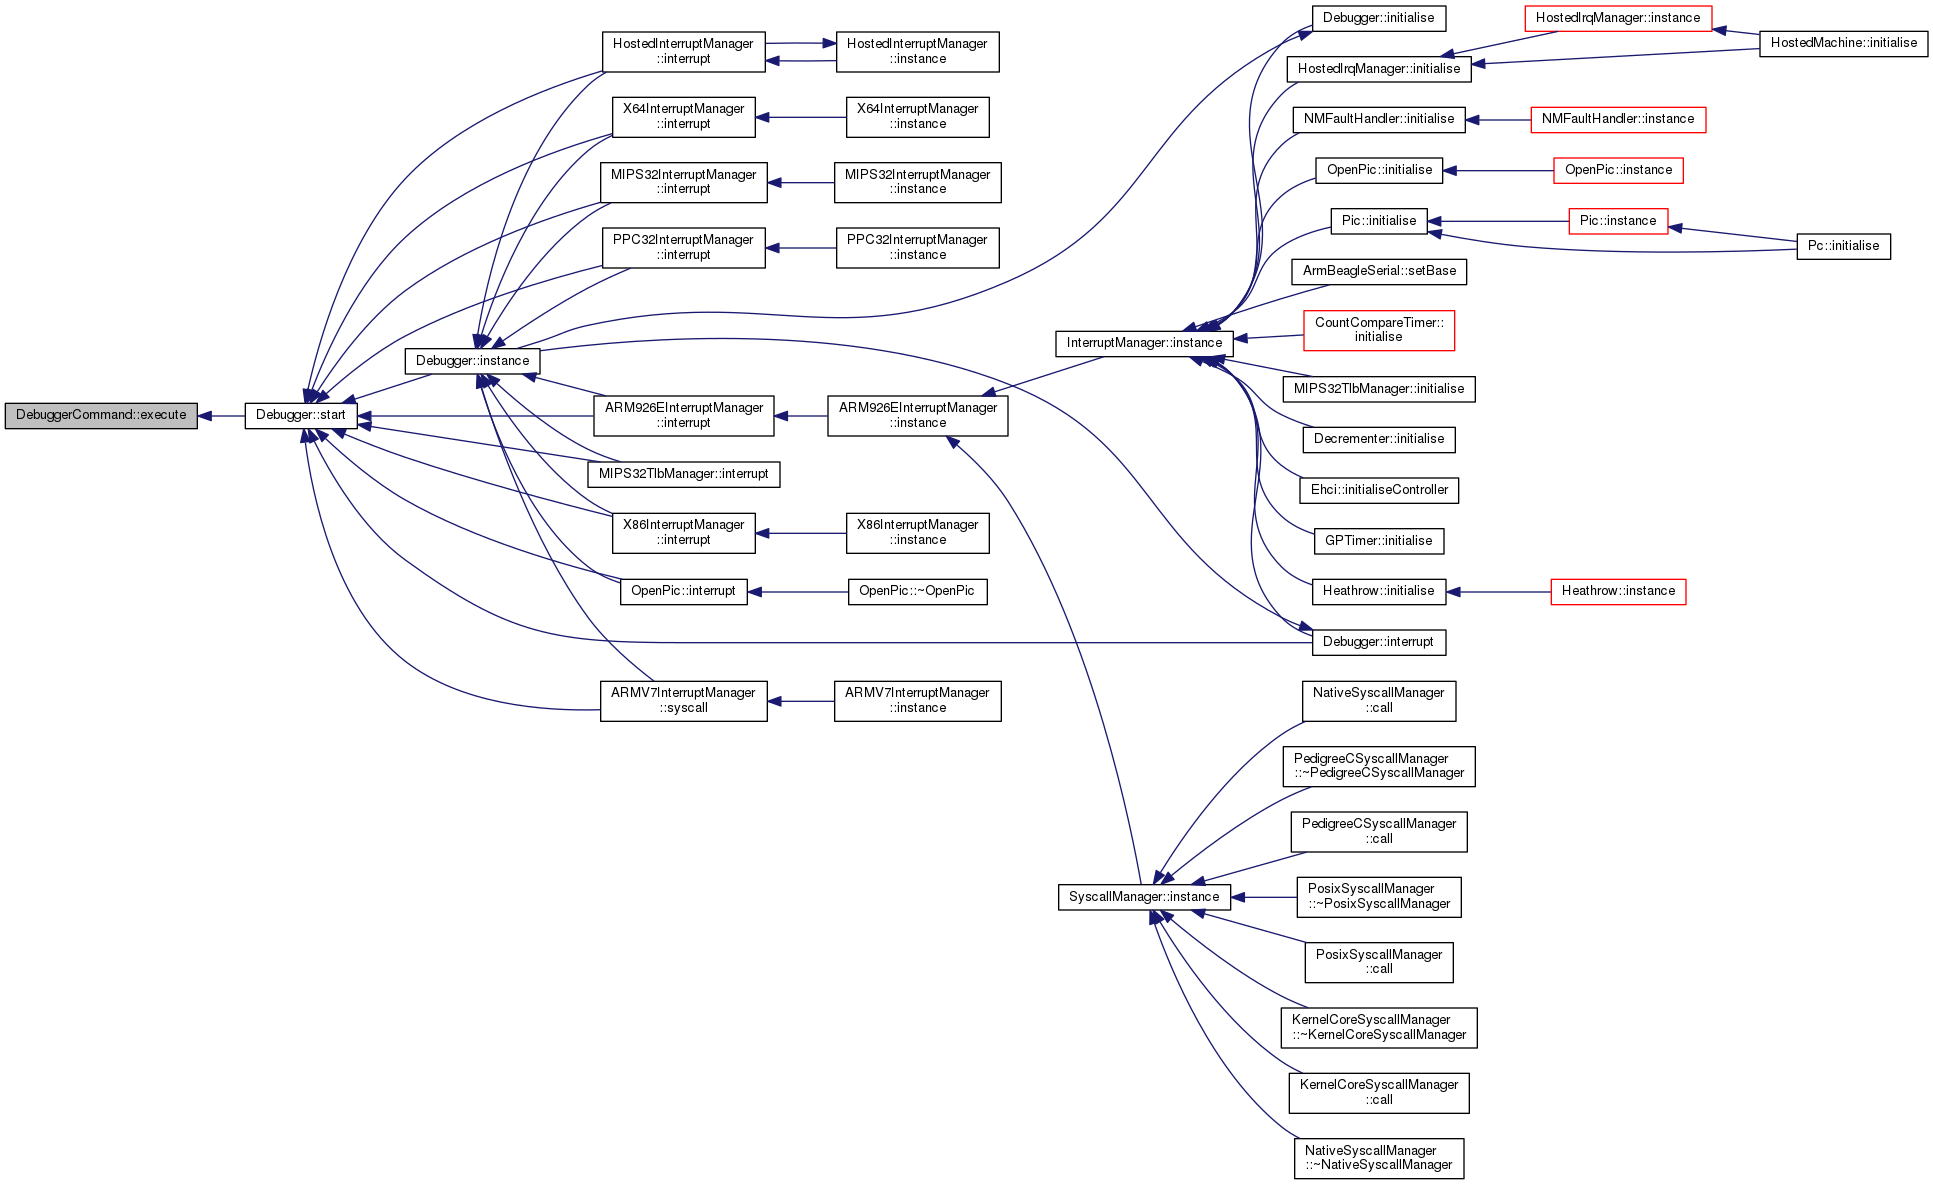 DebuggerCommand::execute
Debugger::start
Debugger::instance
HostedInterruptManager
::interrupt
X64InterruptManager
::interrupt
MIPS32InterruptManager
::interrupt
PPC32InterruptManager
::interrupt
ARM926EInterruptManager
::interrupt
MIPS32TlbManager::interrupt
X86InterruptManager
::interrupt
OpenPic::interrupt
ARMV7InterruptManager
::syscall
HostedInterruptManager
::instance
X64InterruptManager
::instance
MIPS32InterruptManager
::instance
PPC32InterruptManager
::instance
ARM926EInterruptManager
::instance
X86InterruptManager
::instance
OpenPic::~OpenPic
ARMV7InterruptManager
::instance
InterruptManager::instance
SyscallManager::instance
Debugger::initialise
HostedIrqManager::initialise
NMFaultHandler::initialise
OpenPic::initialise
Pic::initialise
ArmBeagleSerial::setBase
CountCompareTimer::
initialise
MIPS32TlbManager::initialise
Decrementer::initialise
Ehci::initialiseController
GPTimer::initialise
Heathrow::initialise
Debugger::interrupt
NativeSyscallManager
::call
PedigreeCSyscallManager
::~PedigreeCSyscallManager
PedigreeCSyscallManager
::call
PosixSyscallManager
::~PosixSyscallManager
PosixSyscallManager
::call
KernelCoreSyscallManager
::~KernelCoreSyscallManager
KernelCoreSyscallManager
::call
NativeSyscallManager
::~NativeSyscallManager
HostedIrqManager::instance
NMFaultHandler::instance
OpenPic::instance
Pic::instance
Heathrow::instance
HostedMachine::initialise
Pc::initialise